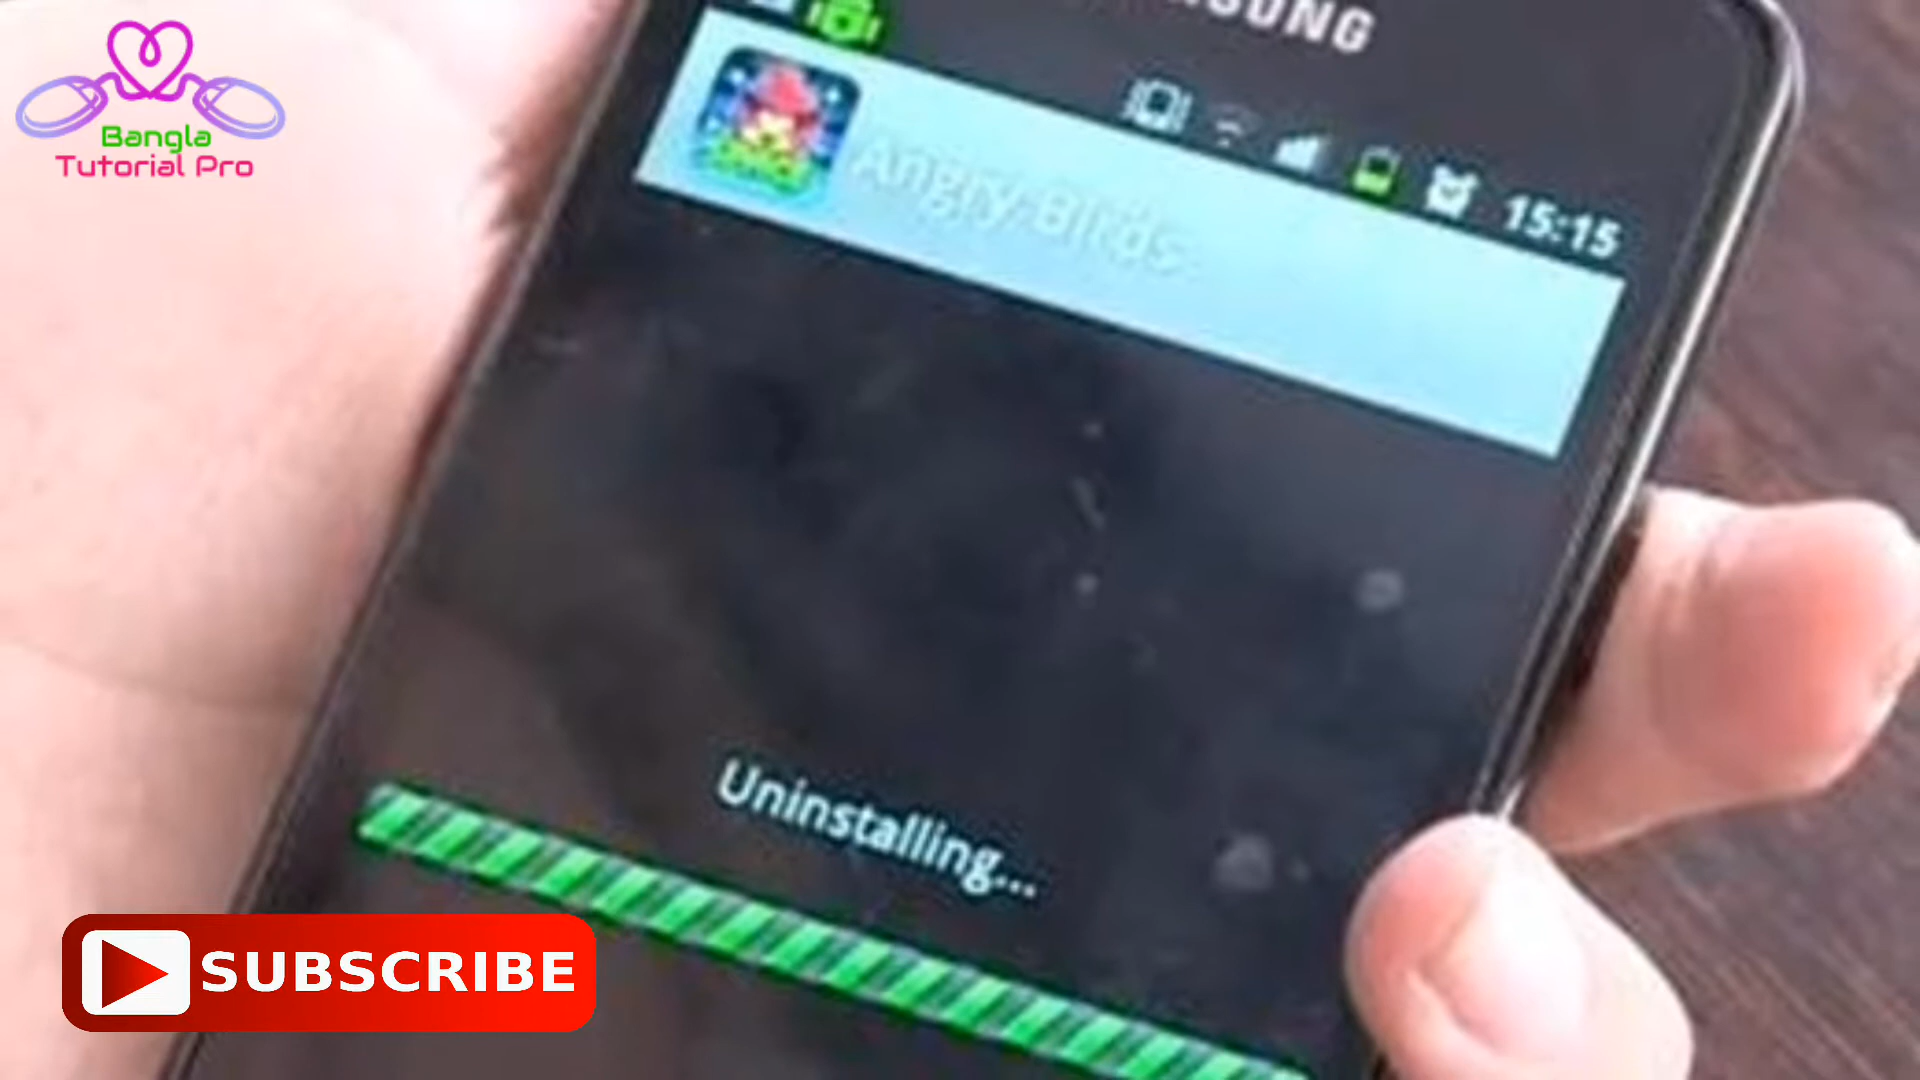 Bangla
Tutorial Pro
SUNG
15:15
Angry Birds
Uninstalling...
SUBSCRIBE